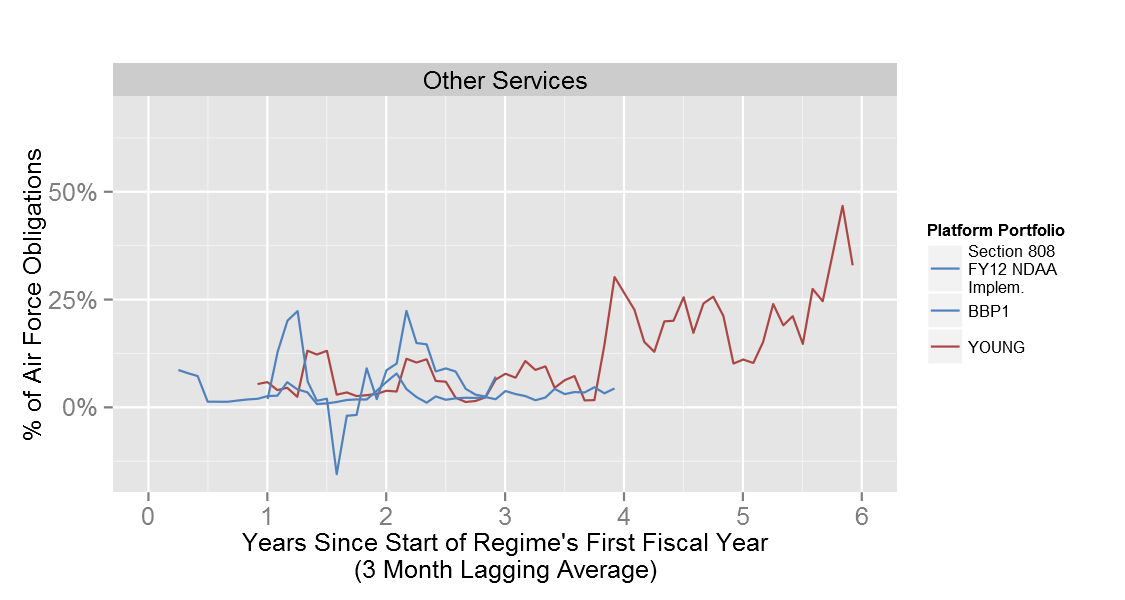 Other Services
% of Air Force Obligations
50%
25%
0%
0 1 2 3 4 5 6
Years Since Start of Regime's First Fiscal Year
(3 Month Lagging Average)
Platform Portfolio
Section 808
FY12 NDAA
Implem.
BBP1
YOUNG